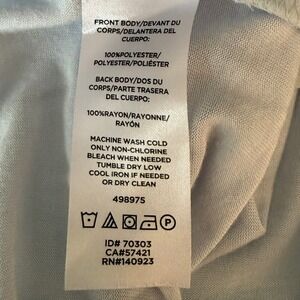 FRONT BODY/DEVANT DU
CORPS/DELANTERA DEL
CUERPO:
100%POLYESTER/
POLYESTER/POLIÉSTER
BACK BODY/DOS DU
CORPS/PARTE TRASERA
DEL CUERPO:
100%RAYON/RAYONNE/
RAYÓN
MACHINE WASH COLD
ONLY NON-CHLORINE
BLEACH WHEN NEEDED
TUMBLE DRY LOW
COOL IRON IF NEEDED
OR DRY CLEAN
498975
ID# 70303
CA#57421
RN#140923